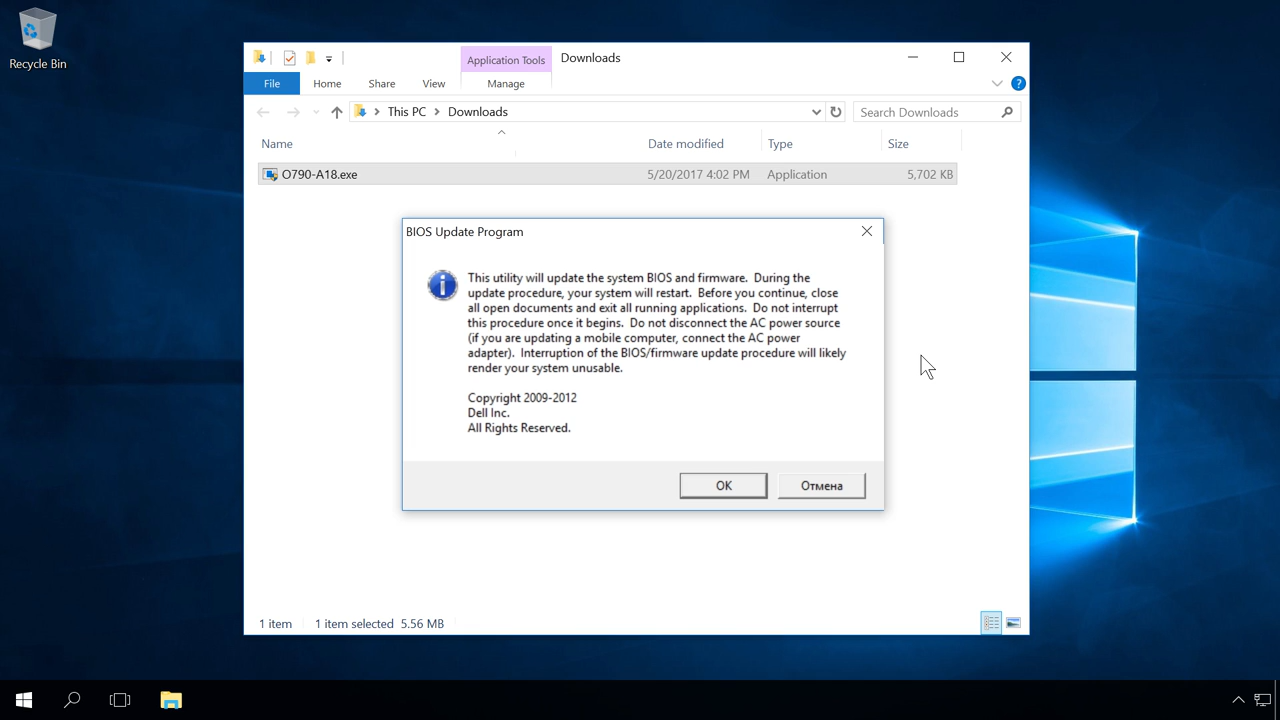 Recycle Bin
Application Tools
Downloads
File
Home
Share
View
Manage
?
This PC
Downloads
Search Downloads
Name
Date modified
Type
Size
O790-A18.exe
5/20/2017 4:02 PM
Application
5,702 KB
BIOS Update Program
This utility will update the system BIOS and firmware. During the
update procedure, your system will restart. Before you continue, close
all open documents and exit all running applications. Do not interrupt
this procedure once it begins. Do not disconnect the AC power source
(if you are updating a mobile computer, connect the AC power
adapter). Interruption of the BIOS/firmware update procedure will likely
render your system unusable.
Copyright 2009-2012
Dell Inc.
All Rights Reserved.
OK
Отмена
1 item
1 item selected 5.56 MB